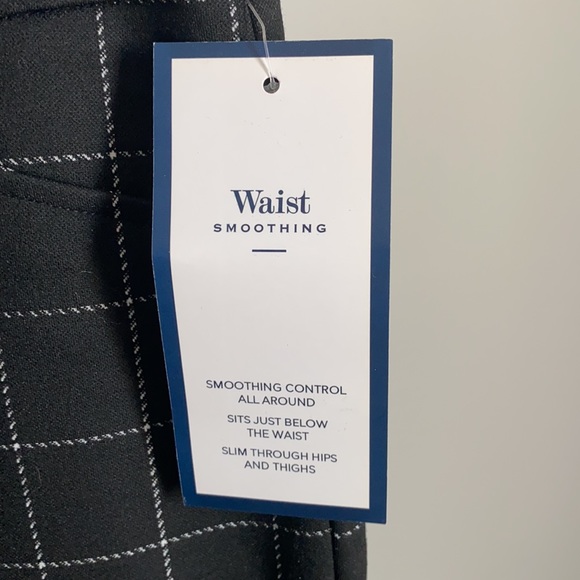 Waist
SMOOTHING
SMOOTHING CONTROL
ALL AROUND
SITS JUST BELOW
THE WAIST
SLIM THROUGH HIPS
AND THIGHS